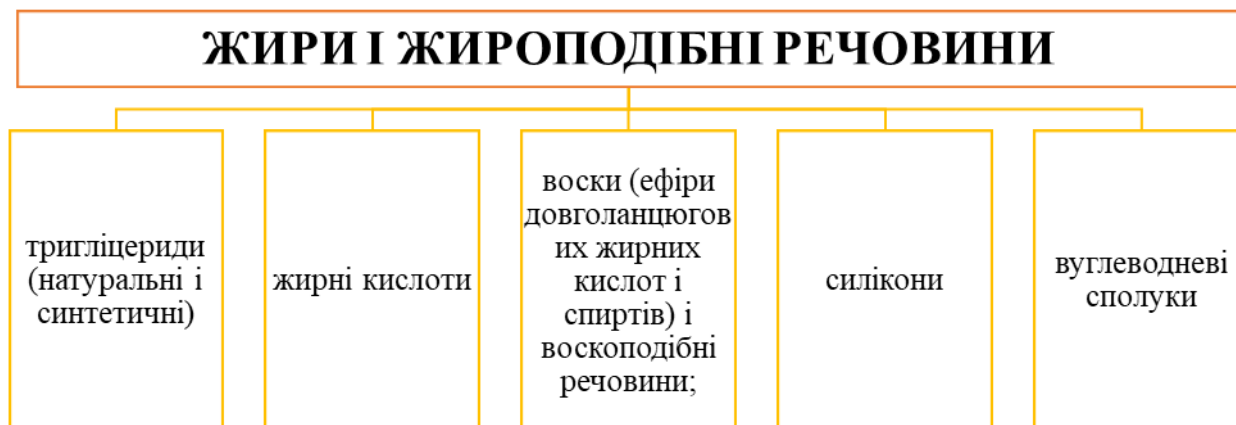 ЖИРИ І ЖИРОПОДІБНІ РЕЧОВИНИ
тригліцериди
(натуральні і
синтетичні)
жирні кислоти
воски (ефіри
довголанцюгов
их жирних
кислот і
спиртів) і
воскоподібні
речовини;
силікони
вуглеводневі
сполуки